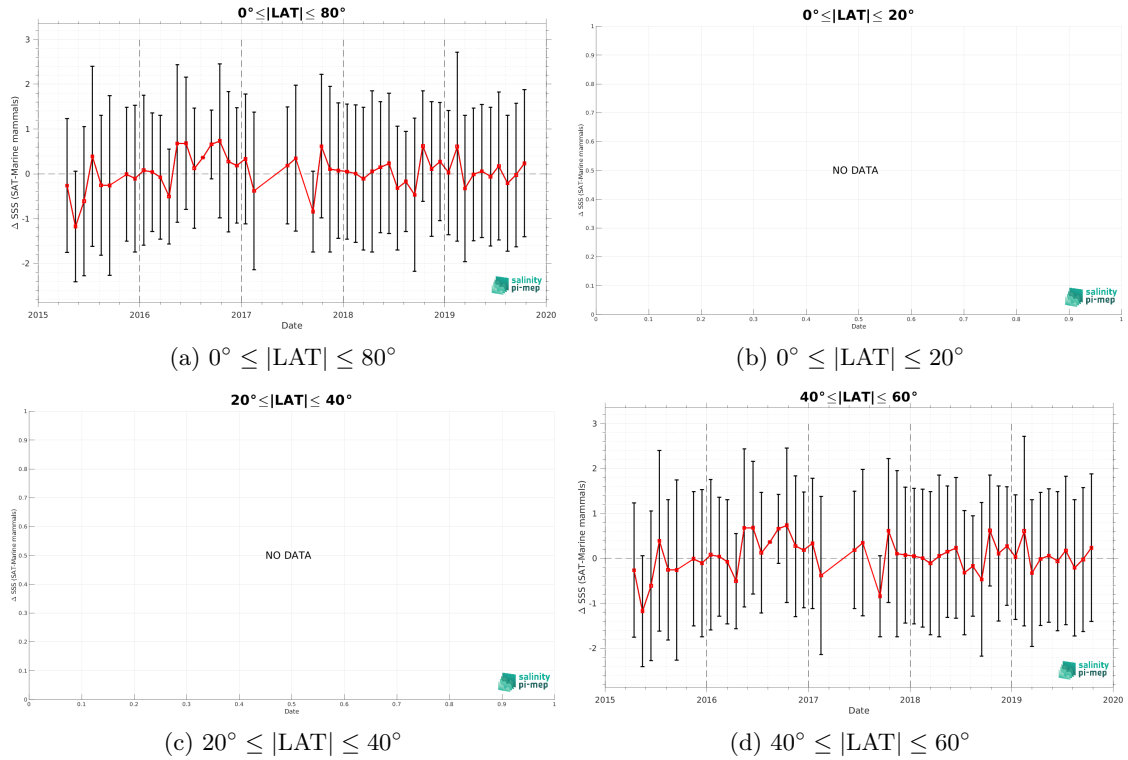 0°≤|LAT|≤ 80°
3
2
1
0
-1
-2
Δ SSS (SAT-Marine mammals)
2015 2016 2017 2018 2019 2020
Date
salinity
pi-mep
(a) 0° ≤ |LAT| ≤ 80°
0°≤|LAT|≤ 20°
1
0.9
0.8
0.7
0.6
0.5
0.4
0.3
0.2
0.1
0
Δ SSS (SAT-Marine mammals)
NO DATA
0 0.1 0.2 0.3 0.4 0.5 0.6 0.7 0.8 0.9 1
Date
salinity
pi-mep
(b) 0° ≤ |LAT| ≤ 20°
20°≤|LAT|≤ 40°
1
0.9
0.8
0.7
0.6
0.5
0.4
0.3
0.2
0.1
0
Δ SSS (SAT-Marine mammals)
NO DATA
0 0.1 0.2 0.3 0.4 0.5 0.6 0.7 0.8 0.9 1
Date
salinity
pi-mep
(c) 20° ≤ |LAT| ≤ 40°
40°≤|LAT|≤ 60°
3
2
1
0
-1
-2
Δ SSS (SAT-Marine mammals)
2015 2016 2017 2018 2019 2020
Date
salinity
pi-mep
(d) 40° ≤ |LAT| ≤ 60°